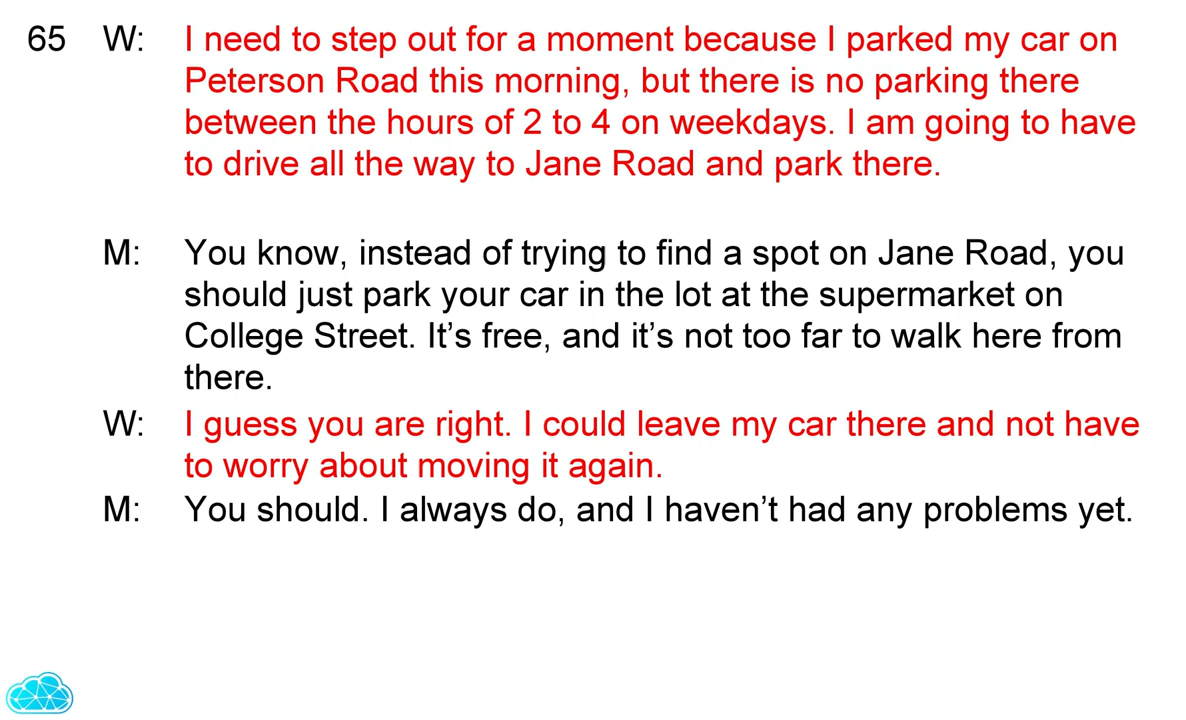 65 W: I need to step out for a moment because I parked my car on
Peterson Road this morning, but there is no parking there
between the hours of 2 to 4 on weekdays. I am going to have
to drive all the way to Jane Road and park there.
M: You know, instead of trying to find a spot on Jane Road, you
should just park your car in the lot at the supermarket on
College Street. It’s free, and it’s not too far to walk here from
there.
W: I guess you are right. I could leave my car there and not have
to worry about moving it again.
M: You should. I always do, and I haven’t had any problems yet.